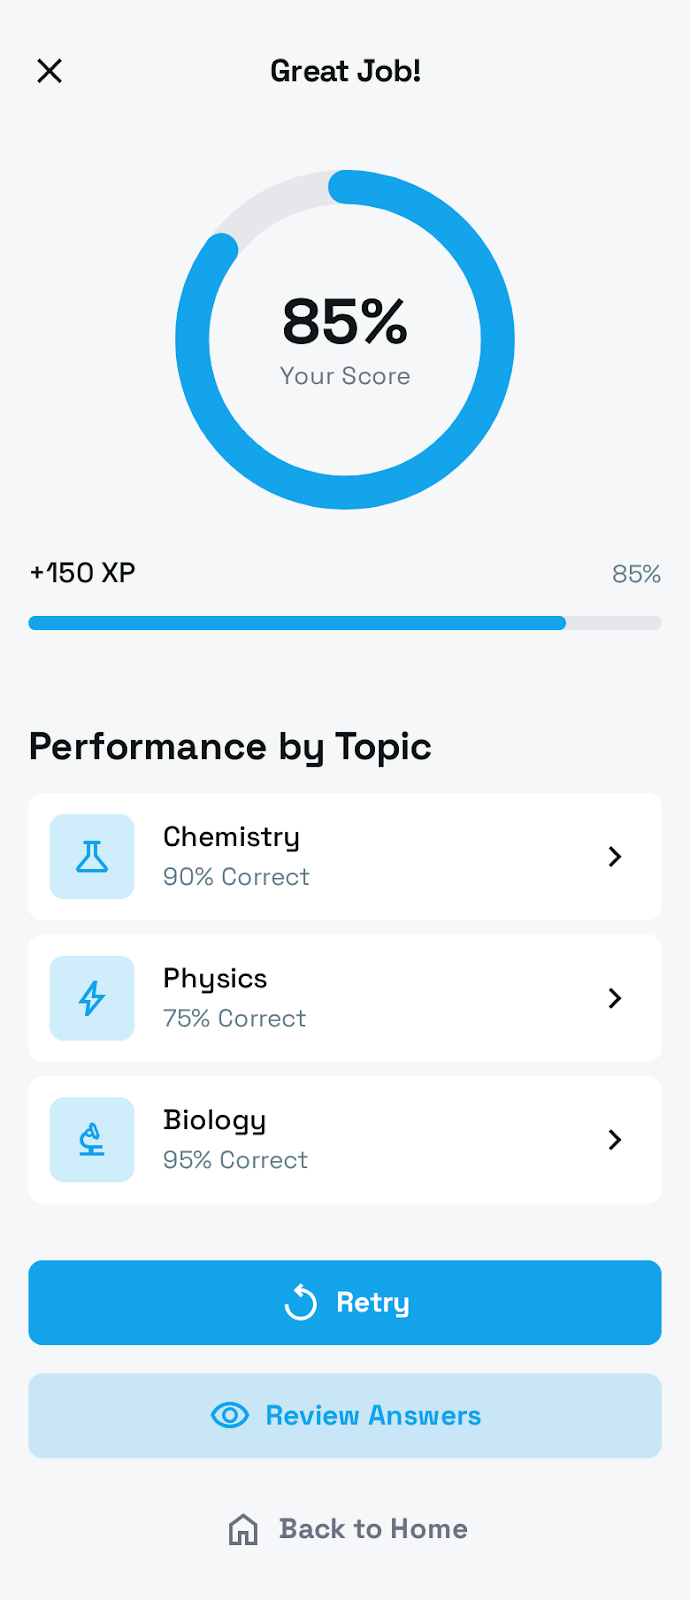 Great Job!
85%
Your Score
+150 XP
85%
Performance by Topic
Chemistry
90% Correct
Physics
75% Correct
Biology
95% Correct
Retry
Review Answers
Back to Home